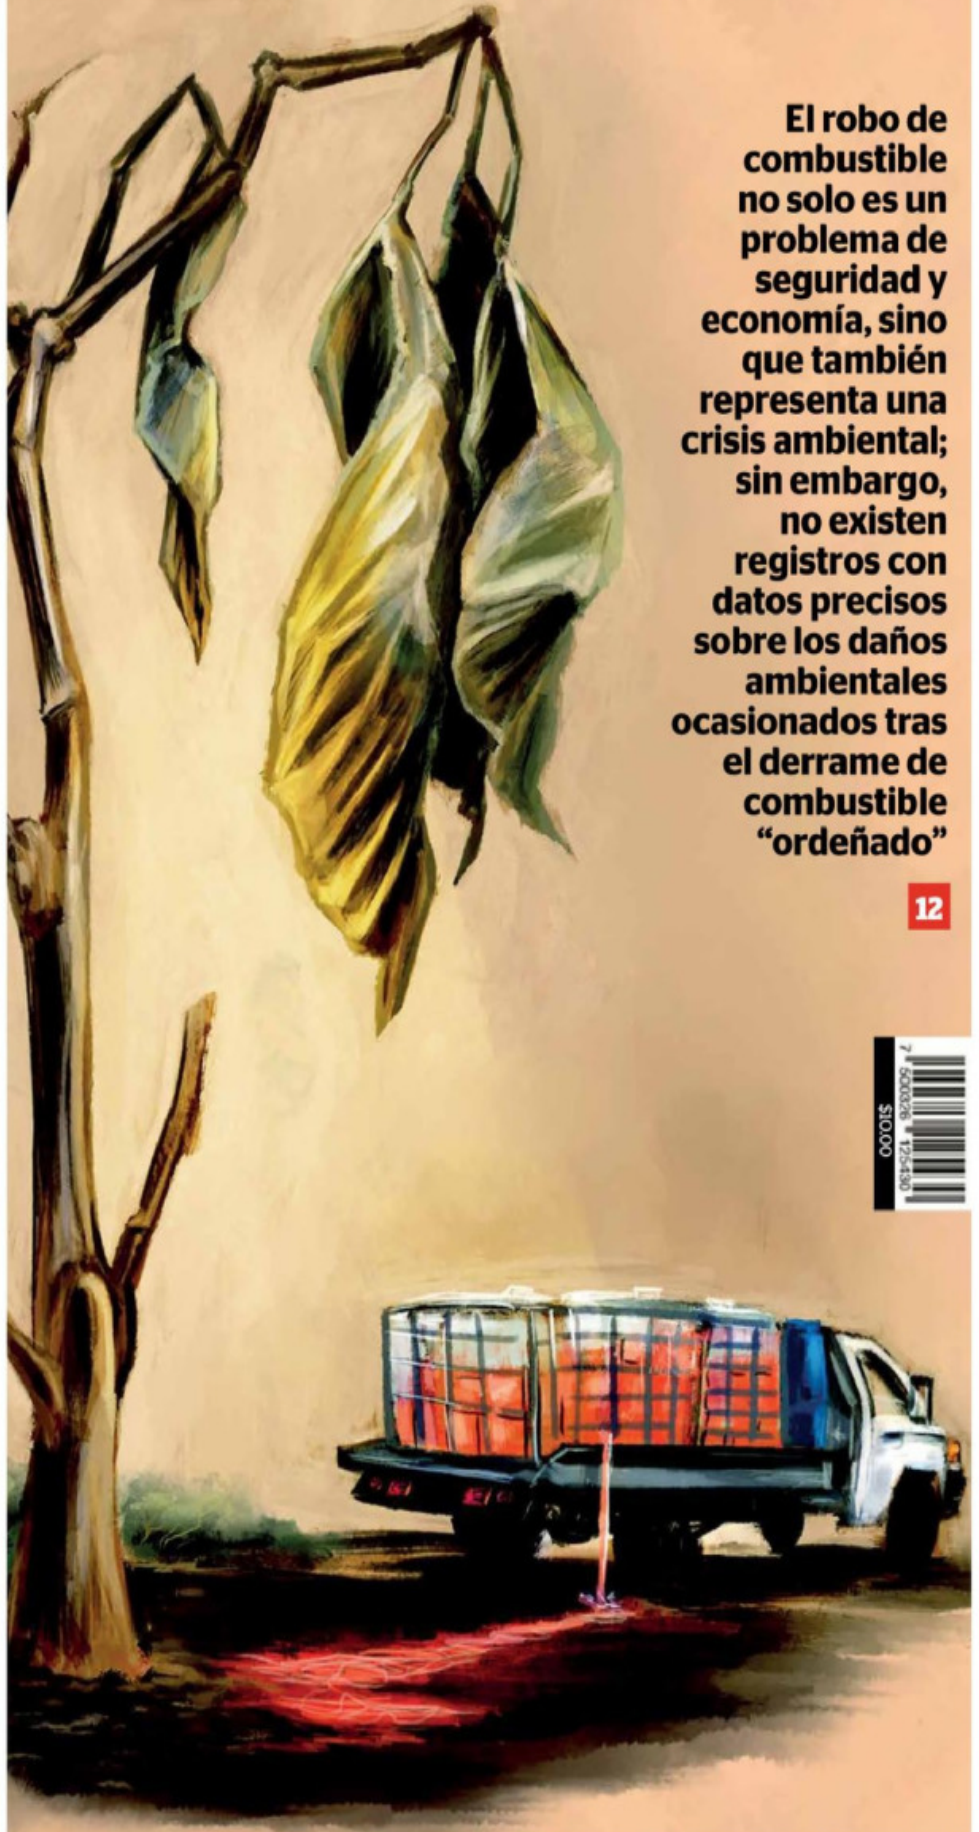 El robo de
combustible
no solo es un
problema de
seguridad y
economía, sino
que también
representa una
crisis ambiental;
sin embargo,
no existen
registros con
datos precisos
sobre los daños
ambientales
ocasionados tras
el derrame de
combustible
“ordeñado”
12
7 500326 125430
$10.00